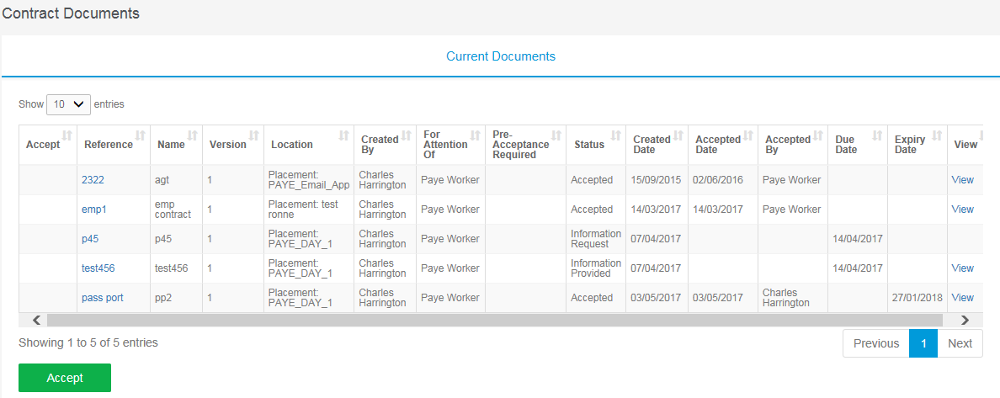 Contract Documents
Current Documents
Show 10 entries
Accept Reference Name Version Location Created By For Attention Of Pre-Acceptance Required Status Created Date Accepted Date Accepted By Due Date Expiry Date View
2322 agt 1 Placement: PAYE_Email_App Charles Harrington Paye Worker Accepted 15/09/2015 02/06/2016 Paye Worker View
emp1 emp contract 1 Placement: test ronne Charles Harrington Paye Worker Accepted 14/03/2017 14/03/2017 Paye Worker View
p45 p45 1 Placement: PAYE_DAY_1 Charles Harrington Paye Worker Information Request 07/04/2017 14/04/2017
test456 test456 1 Placement: PAYE_DAY_1 Charles Harrington Paye Worker Information Provided 07/04/2017 14/04/2017 View
pass port pp2 1 Placement: PAYE_DAY_1 Charles Harrington Paye Worker Accepted 03/05/2017 03/05/2017 Charles Harrington 27/01/2018 View
Showing 1 to 5 of 5 entries
Previous 1 Next
Accept